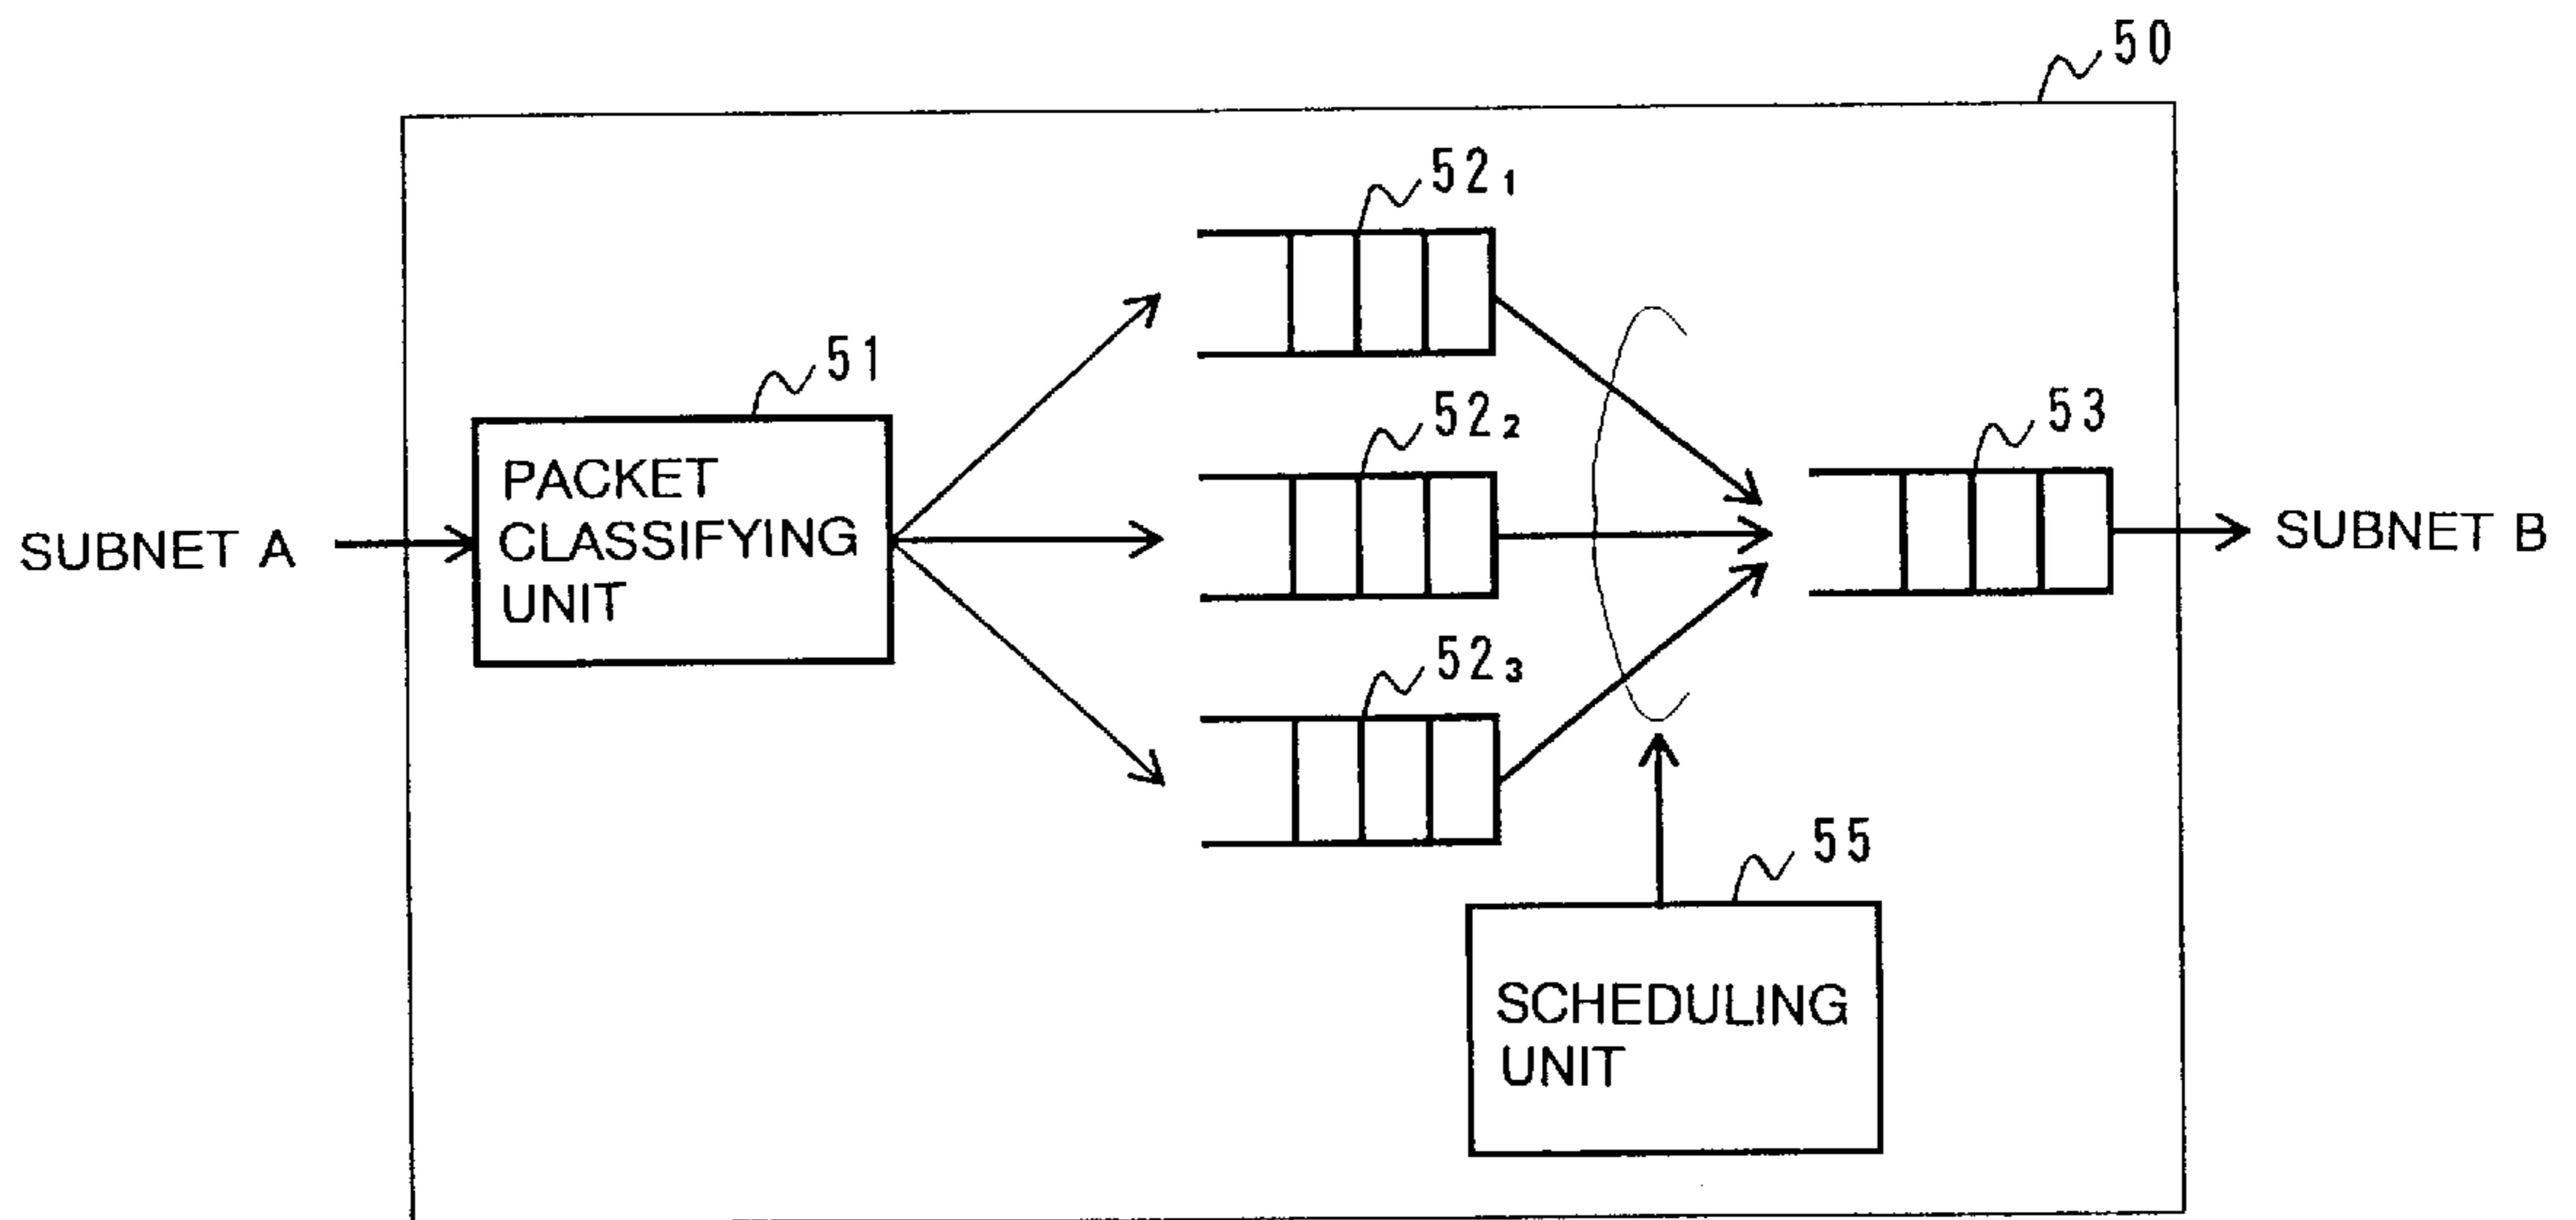 50
52₁
51
52₂
53
PACKET
CLASSIFYING
UNIT
SUBNET A
SUBNET B
52₃
55
SCHEDULING
UNIT